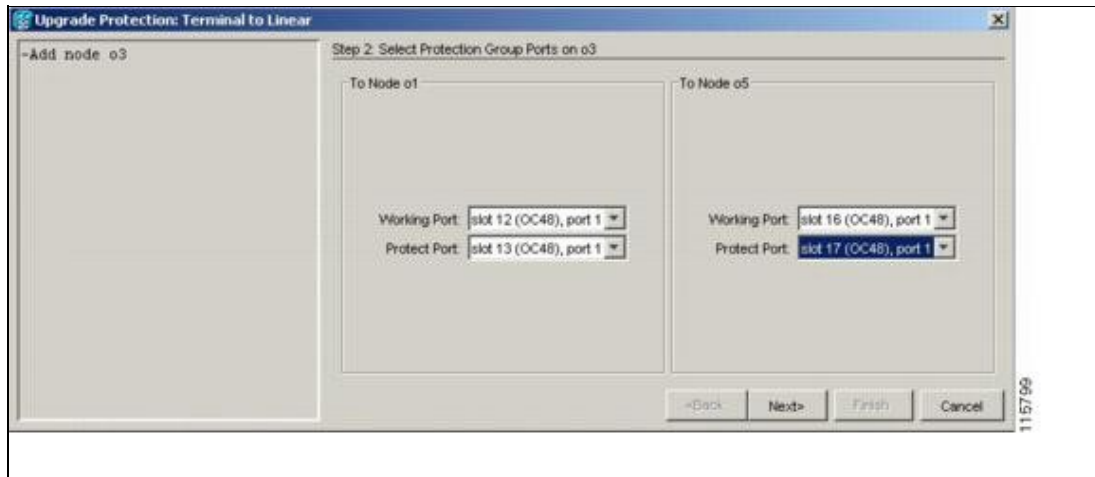 Upgrade Protection: Terminal to Linear
-Add node o3
Step 2: Select Protection Group Ports on o3
To Node o1
Working Port: slot 12 (OC48), port 1
Protect Port: slot 13 (OC48), port 1
To Node o5
Working Port: slot 16 (OC48), port 1
Protect Port: slot 17 (OC48), port 1
<Back
Next>
Finish
Cancel
115799